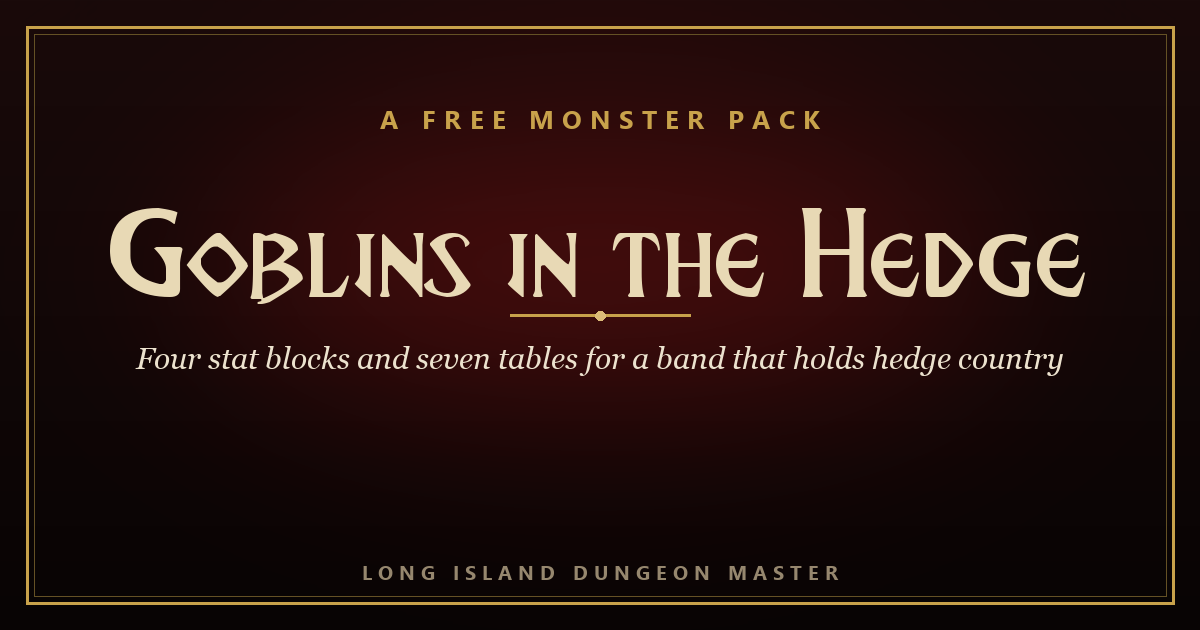 A FREE MONSTER PACK
Goblins in the Hedge
Four stat blocks and seven tables for a band that holds hedge country
LONG ISLAND DUNGEON MASTER